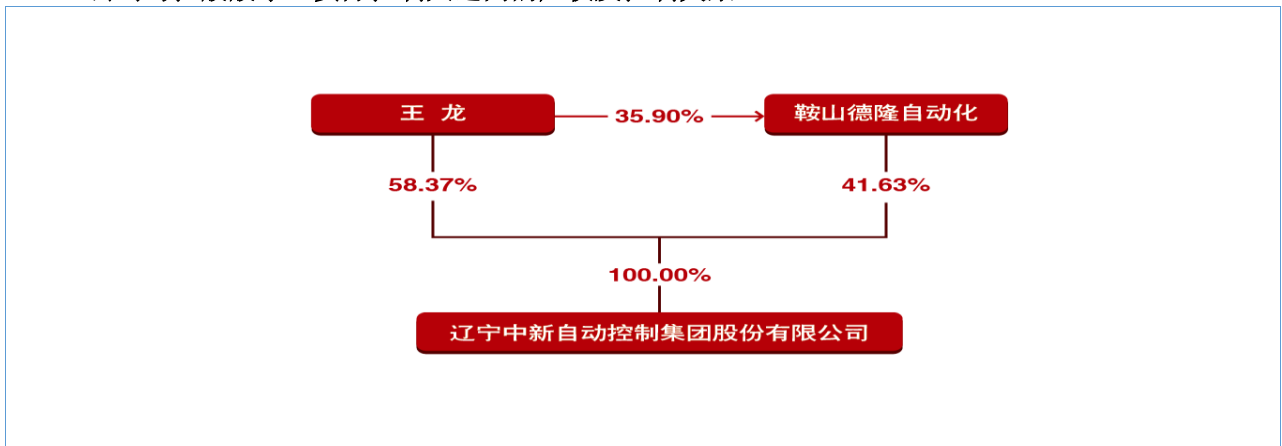 王 龙
35.90%
鞍山德隆自动化
58.37%
41.63%
100.00%
辽宁中新自动控制集团股份有限公司